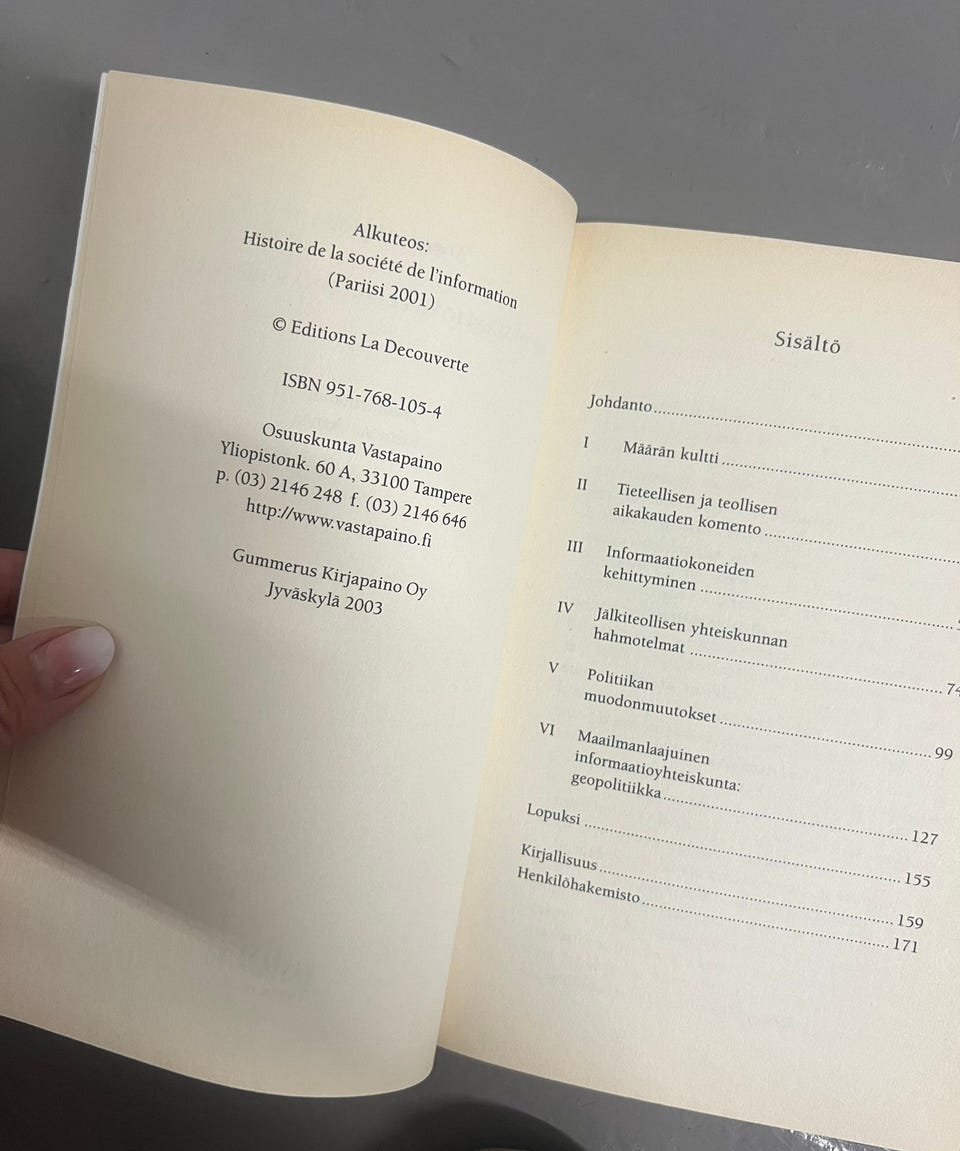 Alkuteos:
Histoire de la société de l'information
(Pariisi 2001)
© Editions La Decouverte
ISBN 951-768-105-4
Osuuskunta Vastapaino
Yliopistonk. 60 A, 33100 Tampere
p. (03) 2146 248 f. (03) 2146 646
http://www.vastapaino.fi
Gummerus Kirjapaino Oy
Jyväskylä 2003
Sisältö
Johdanto
I Määrän kultti
II Tieteellisen ja teollisen
aikakauden komento
III Informaatiokoneiden
kehittyminen
IV Jälkiteollisen yhteiskunnan
hahmotelmat 74
V Politiikan
muodonmuutokset 99
VI Maailmanlaajuinen
informaatioyhteiskunta:
geopolitiikka 127
Lopuksi 155
Kirjallisuus 159
Henkilöhakemisto 171